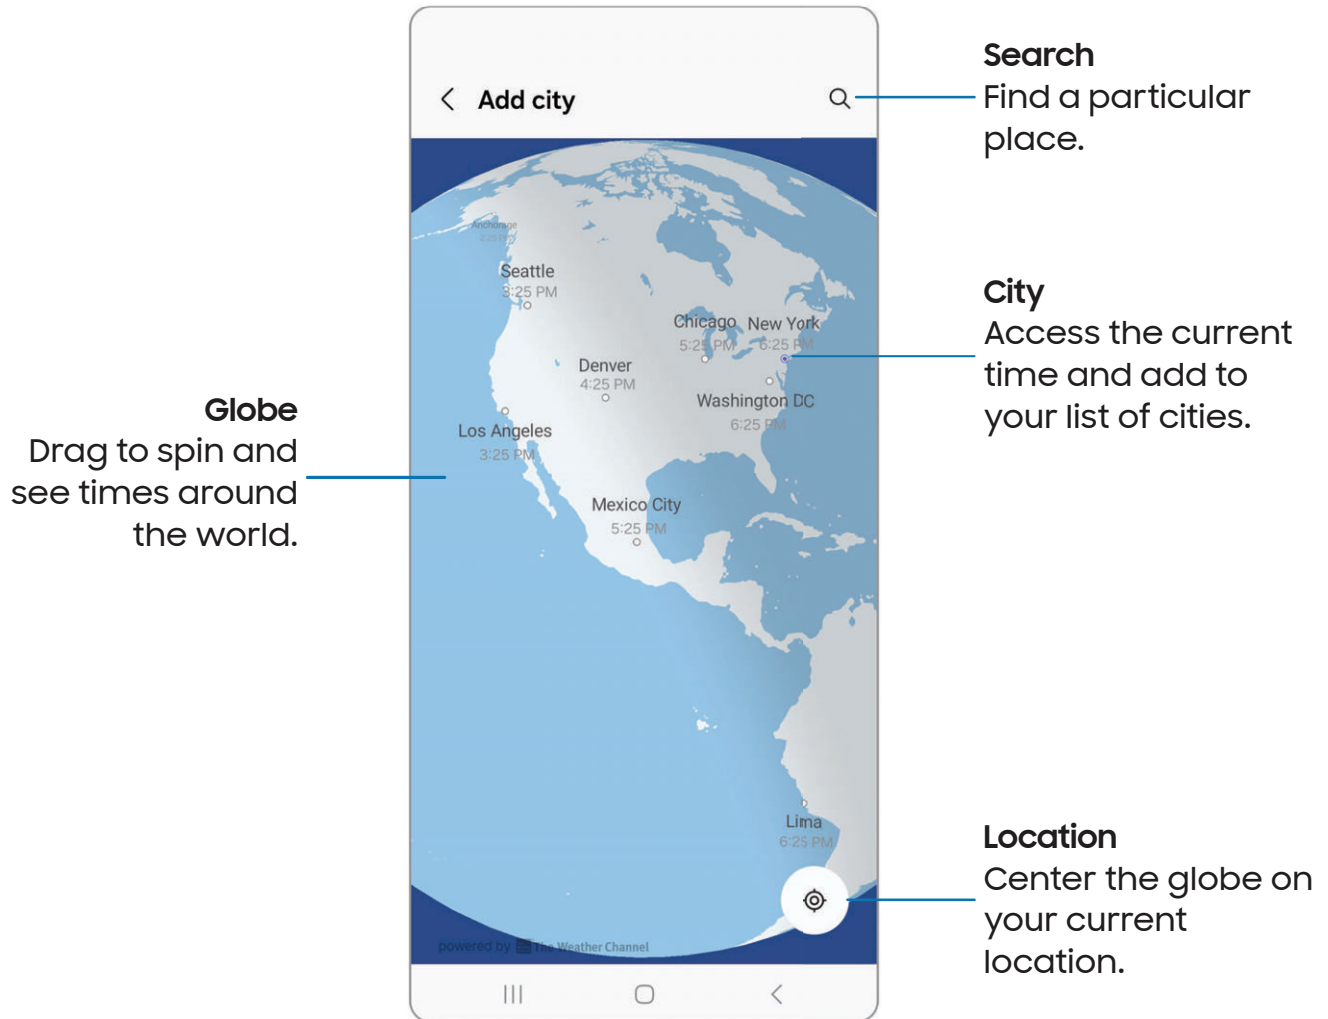 Add city
Search
Find a particular
place.
Anchorage
2:25 PM
Seattle
3:25 PM
Chicago
5:25 PM
New York
6:25 PM
City
Access the current
time and add to
your list of cities.
Denver
4:25 PM
Washington DC
6:25 PM
Globe
Drag to spin and
see times around
the world.
Los Angeles
3:25 PM
Mexico City
5:25 PM
Lima
6:25 PM
Location
Center the globe on
your current
location.
powered by The Weather Channel